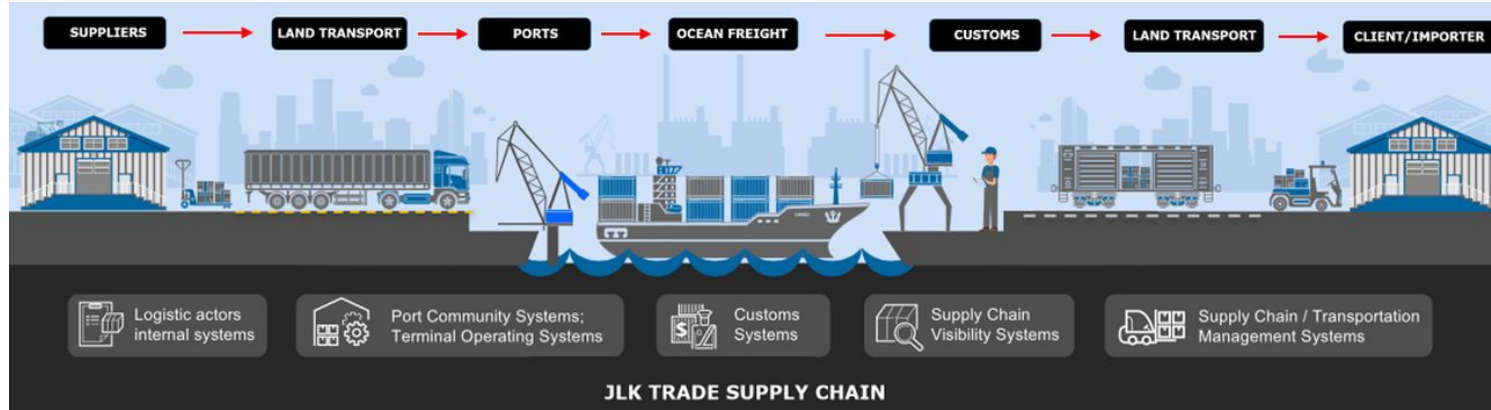 SUPPLIERS
LAND TRANSPORT
PORTS
OCEAN FREIGHT
CUSTOMS
LAND TRANSPORT
CLIENT/IMPORTER
Logistic actors
internal systems
Port Community Systems;
Terminal Operating Systems
Customs
Systems
Supply Chain
Visibility Systems
Supply Chain / Transportation
Management Systems
JLK TRADE SUPPLY CHAIN